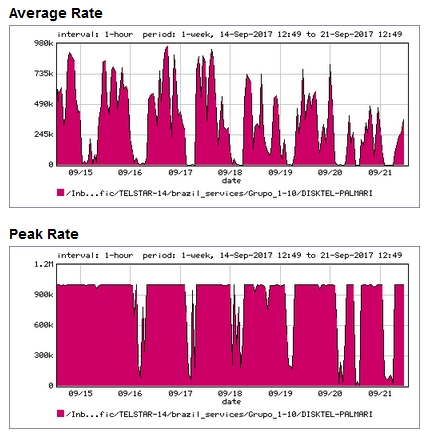 Average Rate
interval: 1-hour period: 1-week, 14-Sep-2017 12:49 to 21-Sep-2017 12:49
980k
735k
490k
245k
0
09/15 09/16 09/17 09/18 09/19 09/20 09/21
date
/Inb...fic/TELSTAR-14/brazil_services/Grupo_1-10/DISKTEL-PALMARI
Peak Rate
interval: 1-hour period: 1-week, 14-Sep-2017 12:49 to 21-Sep-2017 12:49
1.2M
900k
600k
300k
0
09/15 09/16 09/17 09/18 09/19 09/20 09/21
date
/Inb...fic/TELSTAR-14/brazil_services/Grupo_1-10/DISKTEL-PALMARI